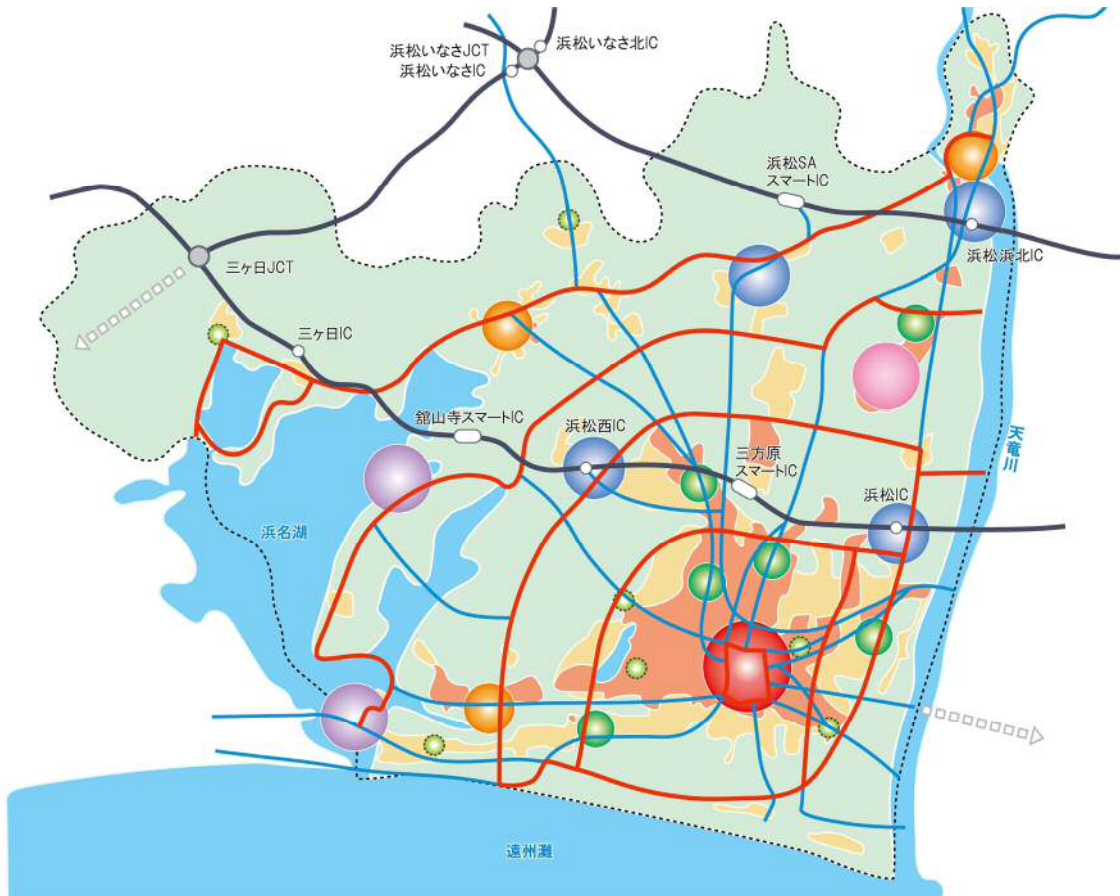 浜松いなさ北IC
浜松いなさJCT
浜松いなさIC
浜松SA
スマートIC
浜松浜北IC
三ヶ日JCT
三ヶ日IC
舘山寺スマートIC
浜松西IC
三方原
スマートIC
浜松IC
天竜川
浜名湖
遠州灘